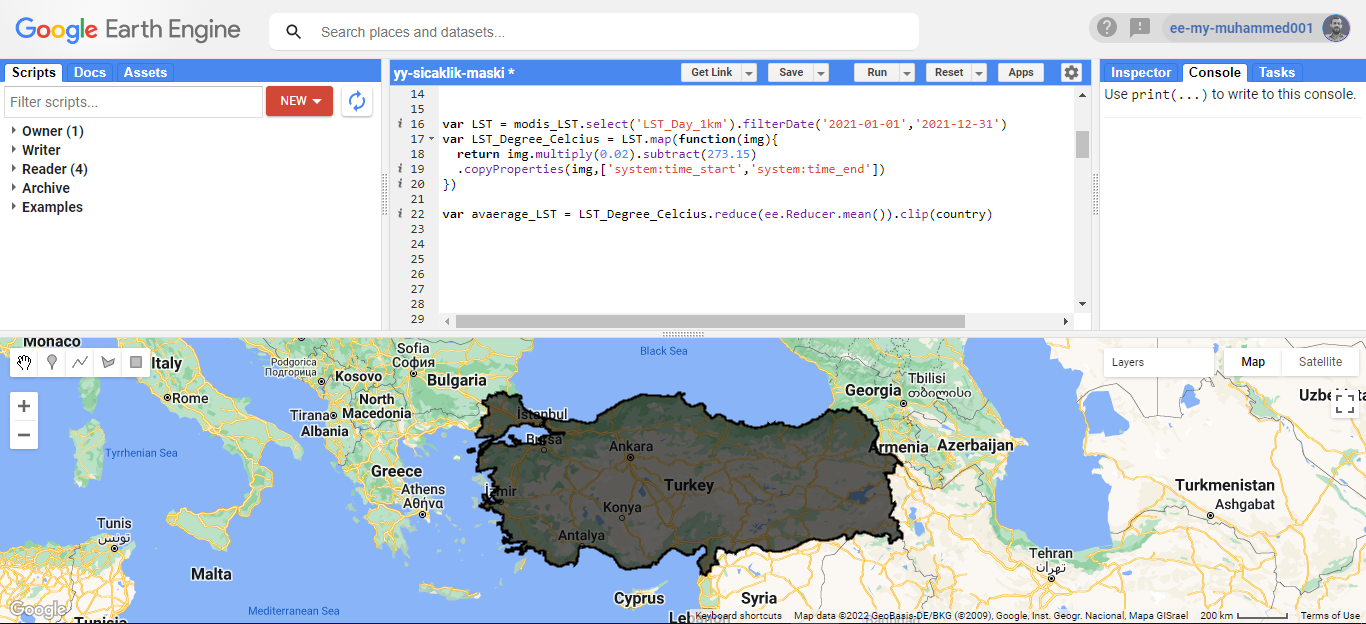 Google Earth Engine
Search places and datasets...
ee-my-muhammed001
Scripts Docs Assets
Filter scripts...
NEW
Owner (1)
Writer
Reader (4)
Archive
Examples
yy-sicaklik-maski *
Get Link Save Run Reset Apps
14
15
i 16 var LST = modis_LST.select('LST_Day_1km').filterDate('2021-01-01','2021-12-31')
17 var LST_Degree_Celcius = LST.map(function(img){
18 return img.multiply(0.02).subtract(273.15)
i 19 .copyProperties(img,['system:time_start','system:time_end'])
i 20 })
21
i 22 var avaerage_LST = LST_Degree_Celcius.reduce(ee.Reducer.mean()).clip(country)
23
24
25
26
27
28
29
Inspector Console Tasks
Use print(...) to write to this console.
Layers
Map Satellite
Monaco
Italy
Rome
Tyrrhenian Sea
Tunis
تونس
Malta
Tunisia
Mediterranean Sea
Podgorica
Подгорица
Kosovo
Sofia
София
Bulgaria
North
Macedonia
Tirana
Albania
Greece
Athens
Αθήνα
Black Sea
İstanbul
Bursa
İzmir
Ankara
Turkey
Konya
Antalya
Cyprus
Syria
Georgia
Tbilisi
თბილისი
Armenia
Azerbaijan
Turkmenistan
Ashgabat
Tehran
تهران
Google
Keyboard shortcuts Map data ©2022 GeoBasis-DE/BKG (©2009), Google, Inst. Geogr. Nacional, Mapa GISrael 200 km Terms of Use